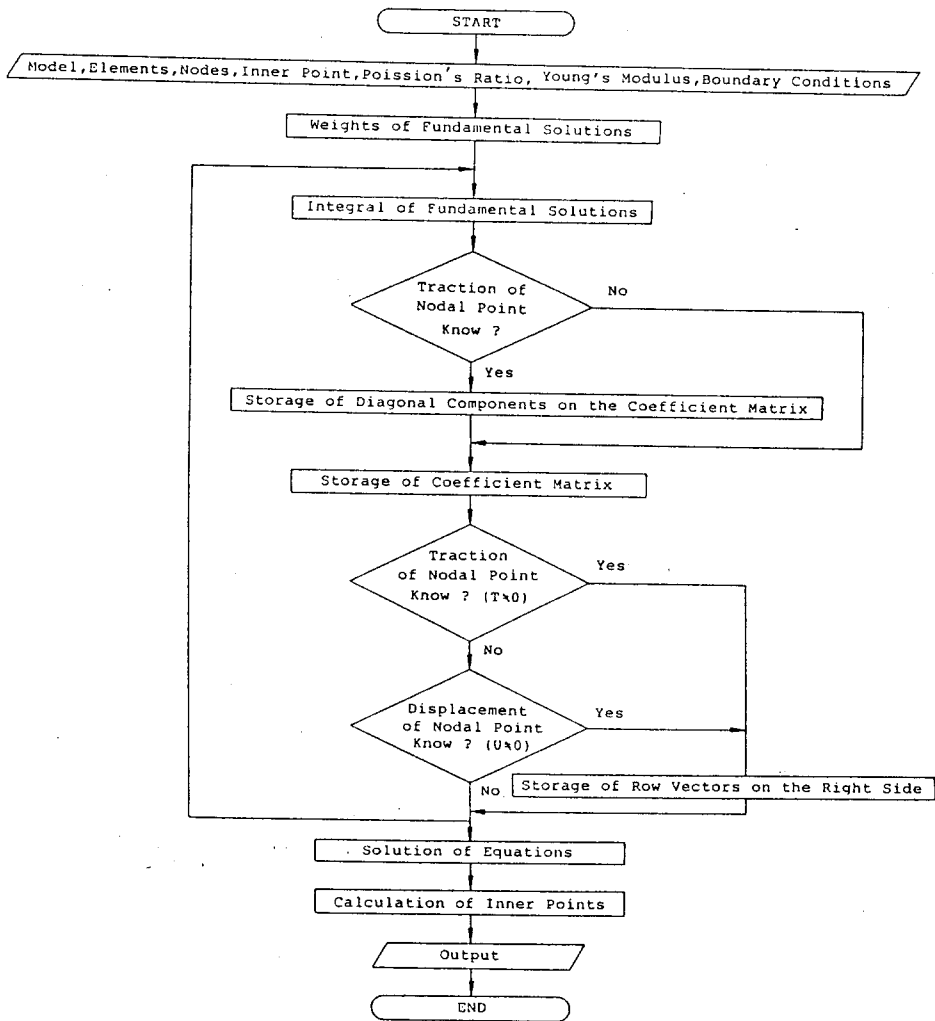 START
Model,Elements,Nodes,Inner Point,Poission's Ratio, Young's Modulus,Boundary Conditions
Weights of Fundamental Solutions
Integral of Fundamental Solutions
Traction of
Nodal Point
Know ?
No
Yes
Storage of Diagonal Components on the Coefficient Matrix
Storage of Coefficient Matrix
Traction
of Nodal Point
Know ? (T≒0)
Yes
No
Displacement
of Nodal Point
Know ? (U≒0)
Yes
No
Storage of Row Vectors on the Right Side
Solution of Equations
Calculation of Inner Points
Output
END